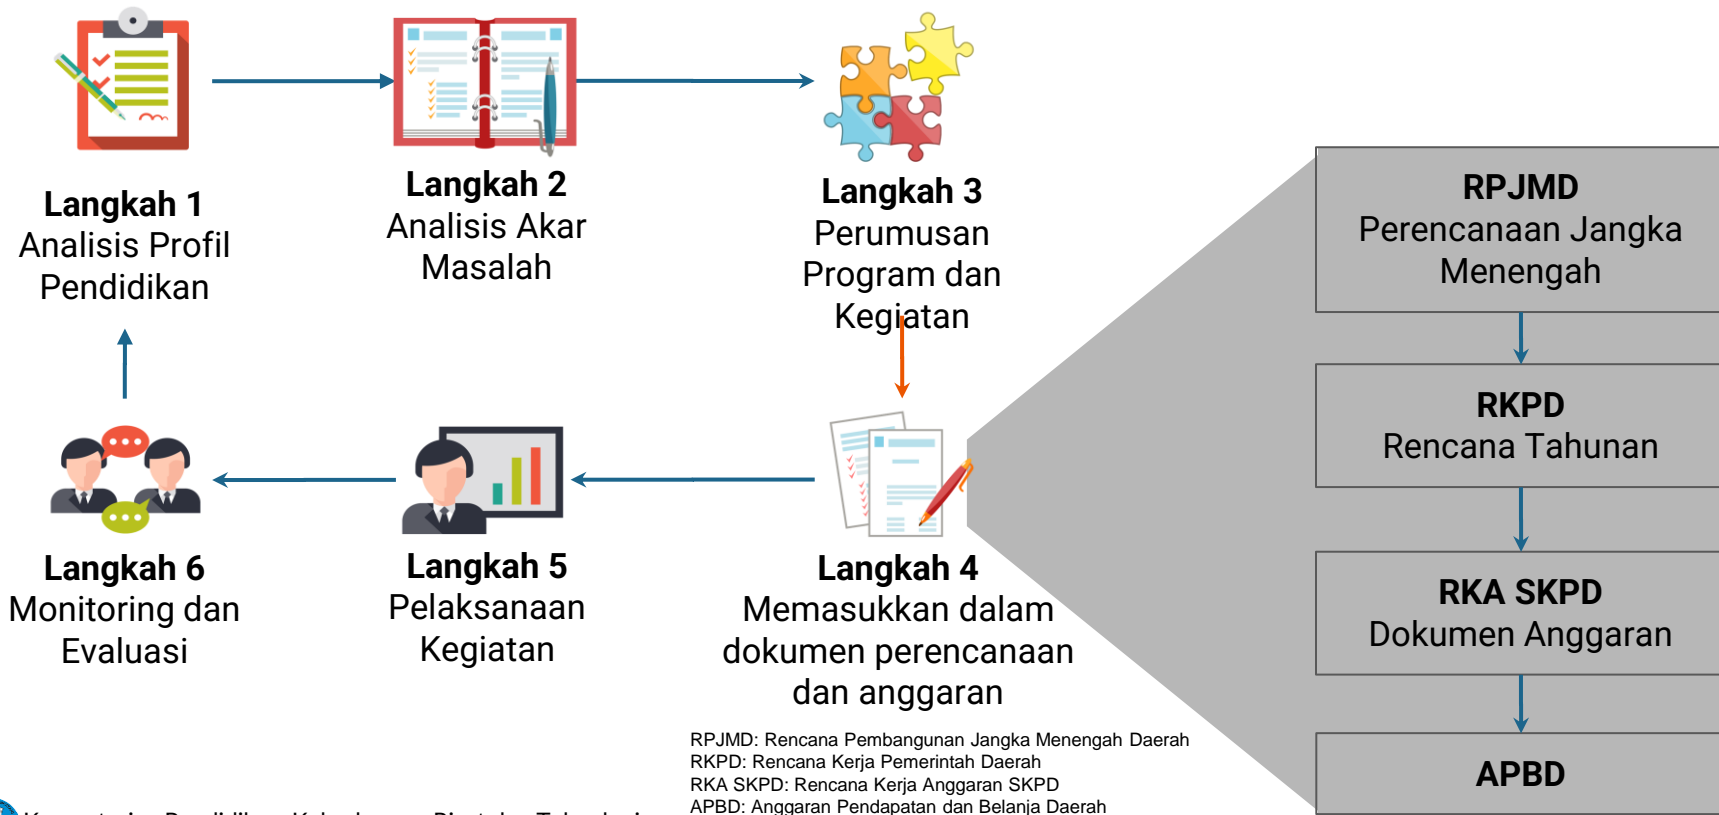 Langkah 1
Analisis Profil
Pendidikan
Langkah 2
Analisis Akar
Masalah
Langkah 3
Perumusan
Program dan
Kegiatan
Langkah 4
Memasukkan dalam
dokumen perencanaan
dan anggaran
Langkah 5
Pelaksanaan
Kegiatan
Langkah 6
Monitoring dan
Evaluasi
RPJMD
Perencanaan Jangka
Menengah
RKPD
Rencana Tahunan
RKA SKPD
Dokumen Anggaran
APBD
RPJMD: Rencana Pembangunan Jangka Menengah Daerah
RKPD: Rencana Kerja Pemerintah Daerah
RKA SKPD: Rencana Kerja Anggaran SKPD
APBD: Anggaran Pendapatan dan Belanja Daerah